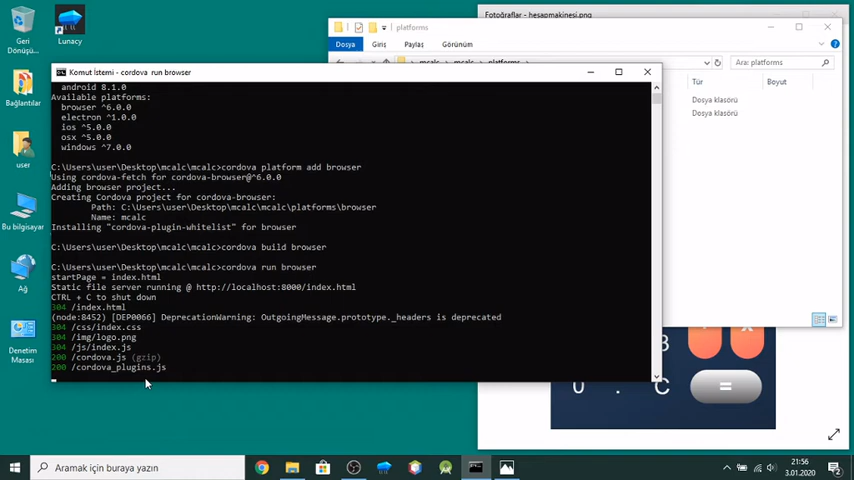 Geri
Dönüşü...
Lunacy
Bağlantılar
user
Bu bilgisayar
Ağ
Denetim
Masası
Fotoğraflar - hesapmakinesi.png
platforms
Dosya
Giriş
Paylaş
Görünüm
mcalc
mcalc
platforms
Ara: platforms
Tür
Boyut
Dosya klasörü
Dosya klasörü
Komut İstemi - cordova run browser
android 8.1.0
Available platforms:
browser ^6.0.0
electron ^1.0.0
ios ^5.0.0
osx ^5.0.0
windows ^7.0.0
C:\Users\user\Desktop\mcalc\mcalc>cordova platform add browser
Using cordova-fetch for cordova-browser@^6.0.0
Adding browser project...
Creating Cordova project for cordova-browser:
Path: C:\Users\user\Desktop\mcalc\mcalc\platforms\browser
Name: mcalc
Installing "cordova-plugin-whitelist" for browser
C:\Users\user\Desktop\mcalc\mcalc>cordova build browser
C:\Users\user\Desktop\mcalc\mcalc>cordova run browser
startPage = index.html
Static file server running @ http://localhost:8000/index.html
CTRL + C to shut down
304 /index.html
(node:8452) [DEP0066] DeprecationWarning: OutgoingMessage.prototype._headers is deprecated
304 /css/index.css
304 /img/logo.png
304 /js/index.js
200 /cordova.js (gzip)
200 /cordova_plugins.js
0 . C =
Aramak için buraya yazın
21:56
3.01.2020